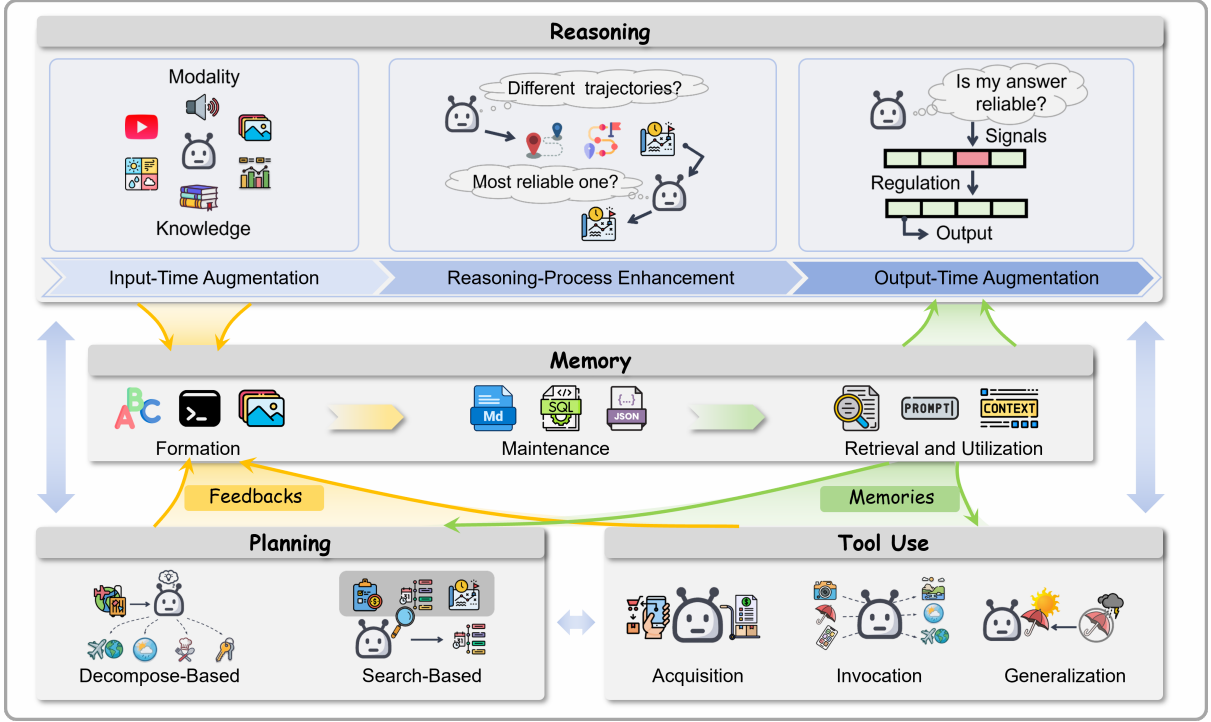 Reasoning
Modality
Knowledge
Different trajectories?
Most reliable one?
Is my answer
reliable?
Signals
Regulation
Output
Input-Time Augmentation
Reasoning-Process Enhancement
Output-Time Augmentation
Memory
A B C
Formation
Md
</>
SQL
{...}
JSON
Maintenance
PROMPT
CONTEXT
Retrieval and Utilization
Feedbacks
Memories
Planning
Decompose-Based
31
Search-Based
Tool Use
Acquisition
Invocation
Generalization